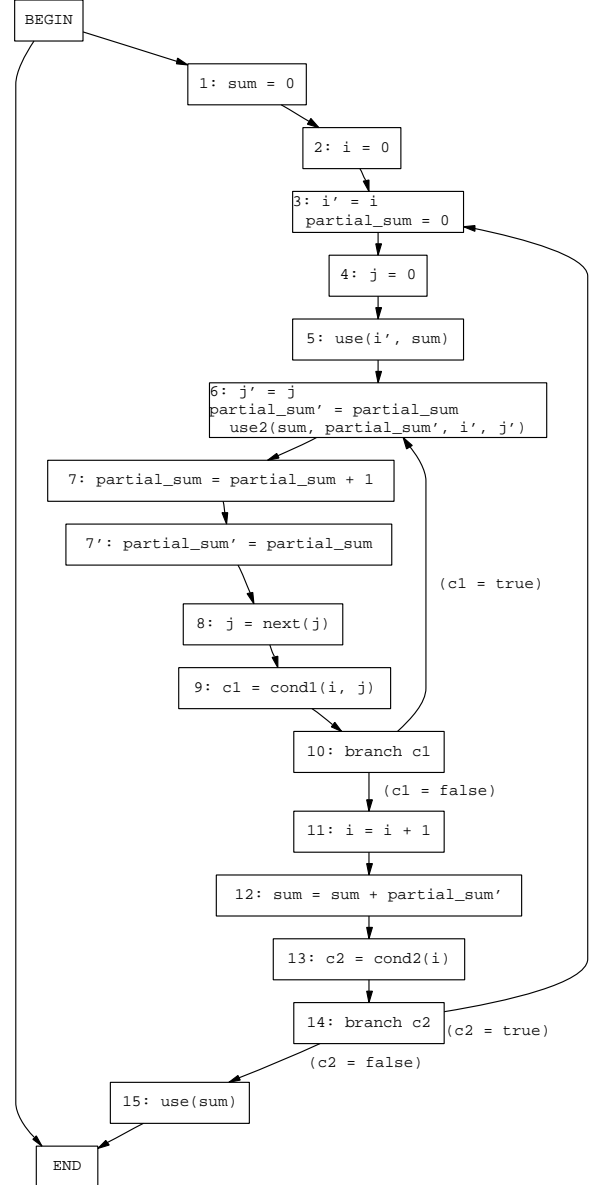 BEGIN
1: sum = 0
2: i = 0
3: i' = i
partial_sum = 0
4: j = 0
5: use(i', sum)
6: j' = j
partial_sum' = partial_sum
use2(sum, partial_sum', i', j')
7: partial_sum = partial_sum + 1
7': partial_sum' = partial_sum
(c1 = true)
8: j = next(j)
9: c1 = cond1(i, j)
10: branch c1
(c1 = false)
11: i = i + 1
12: sum = sum + partial_sum'
13: c2 = cond2(i)
14: branch c2
(c2 = true)
(c2 = false)
15: use(sum)
END